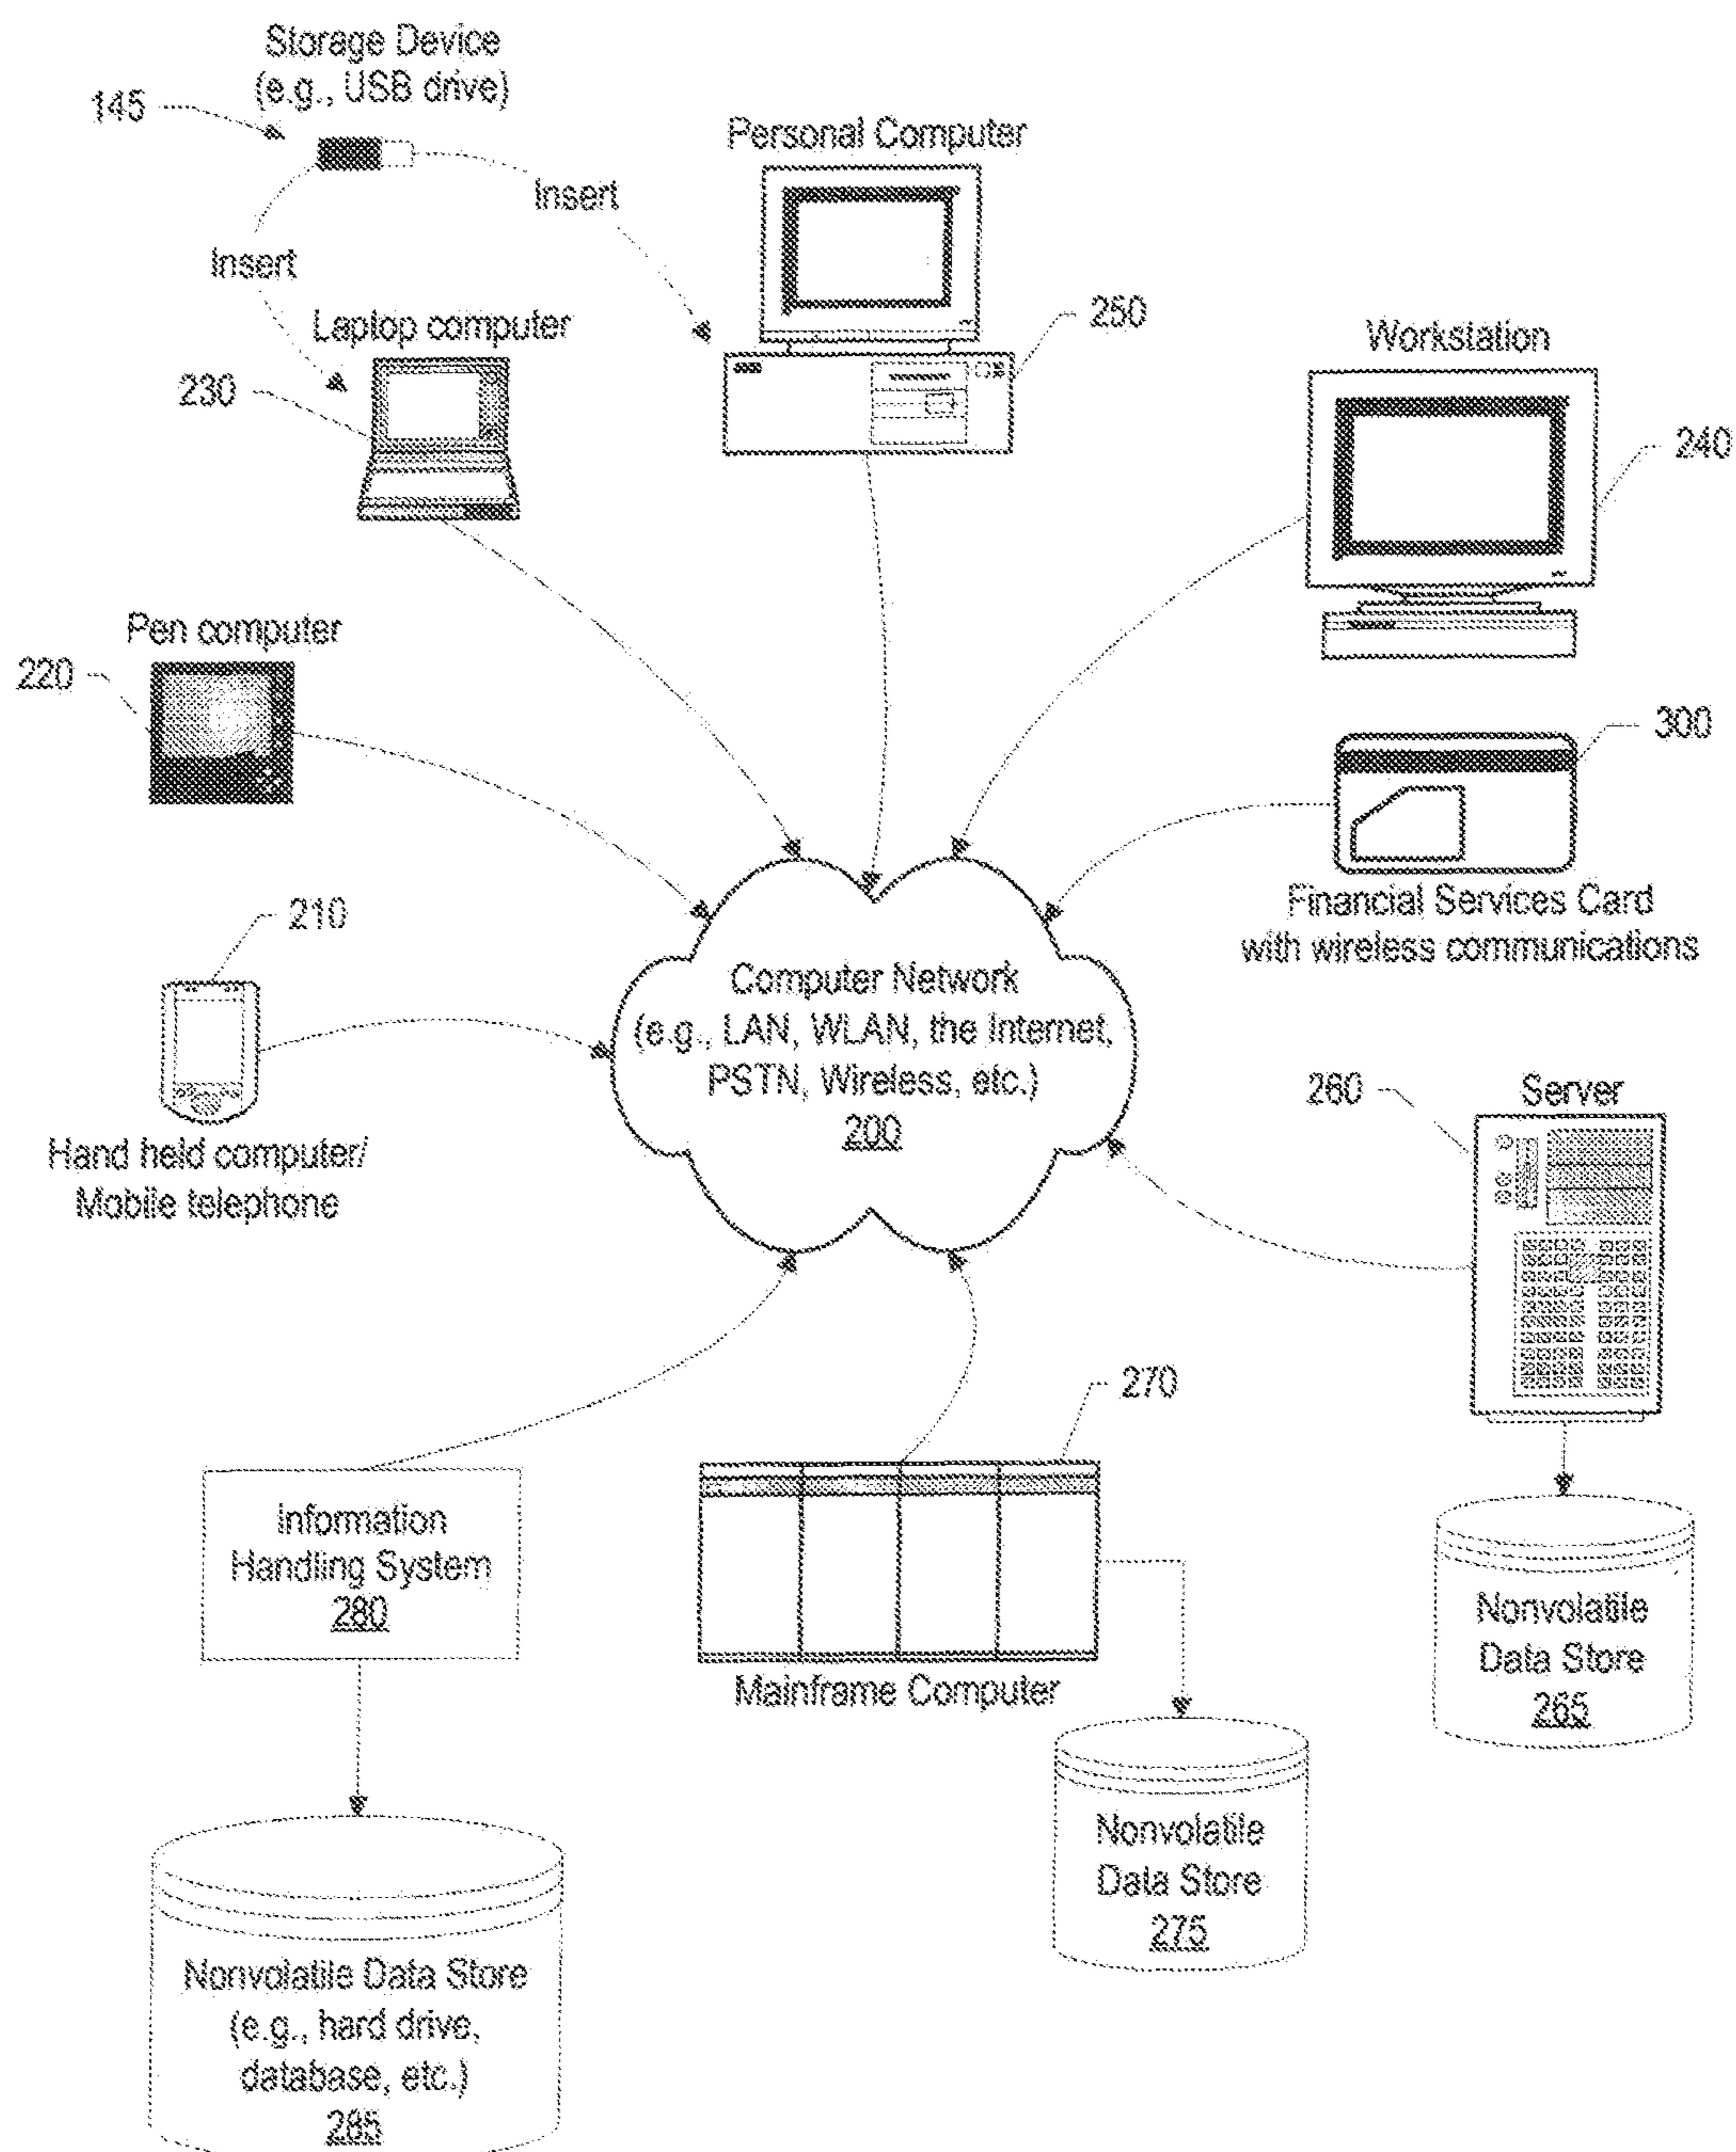 Storage Device
(e.g., USB drive)
145
Insert
Insert
Personal Computer
250
Laptop computer
230
Workstation
240
Pen computer
220
300
Financial Services Card
with wireless communications
210
Hand held computer/
Mobile telephone
Computer Network
(e.g., LAN, WLAN, the Internet,
PSTN, Wireless, etc.)
200
260
Server
270
Mainframe Computer
Information
Handling System
280
Nonvolatile
Data Store
265
Nonvolatile
Data Store
275
Nonvolatile Data Store
(e.g., hard drive,
database, etc.)
285